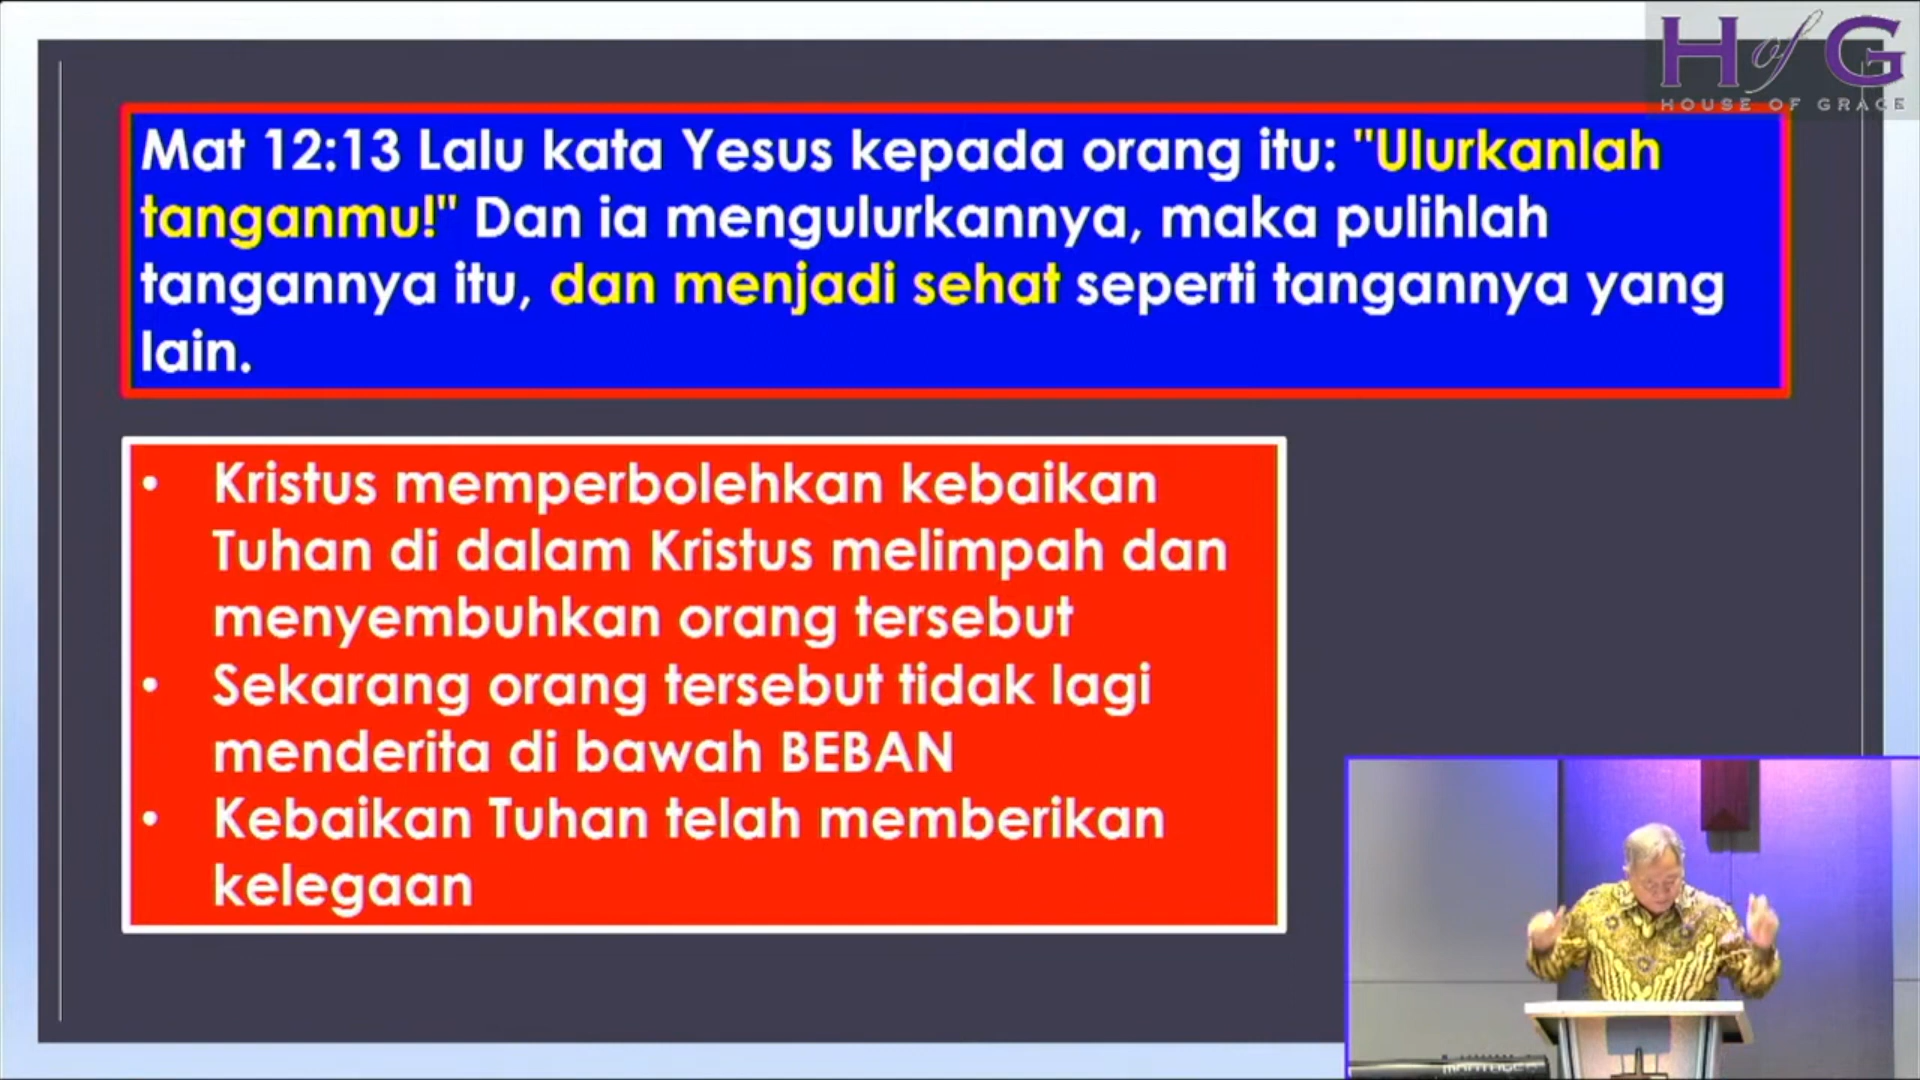 H of G
HOUSE OF GRACE
Mat 12:13 Lalu kata Yesus kepada orang itu: "Ulurkanlah
tanganmu!" Dan ia mengulurkannya, maka pulihlah
tangannya itu, dan menjadi sehat seperti tangannya yang
lain.
• Kristus memperbolehkan kebaikan
Tuhan di dalam Kristus melimpah dan
menyembuhkan orang tersebut
• Sekarang orang tersebut tidak lagi
menderita di bawah BEBAN
• Kebaikan Tuhan telah memberikan
kelegaan